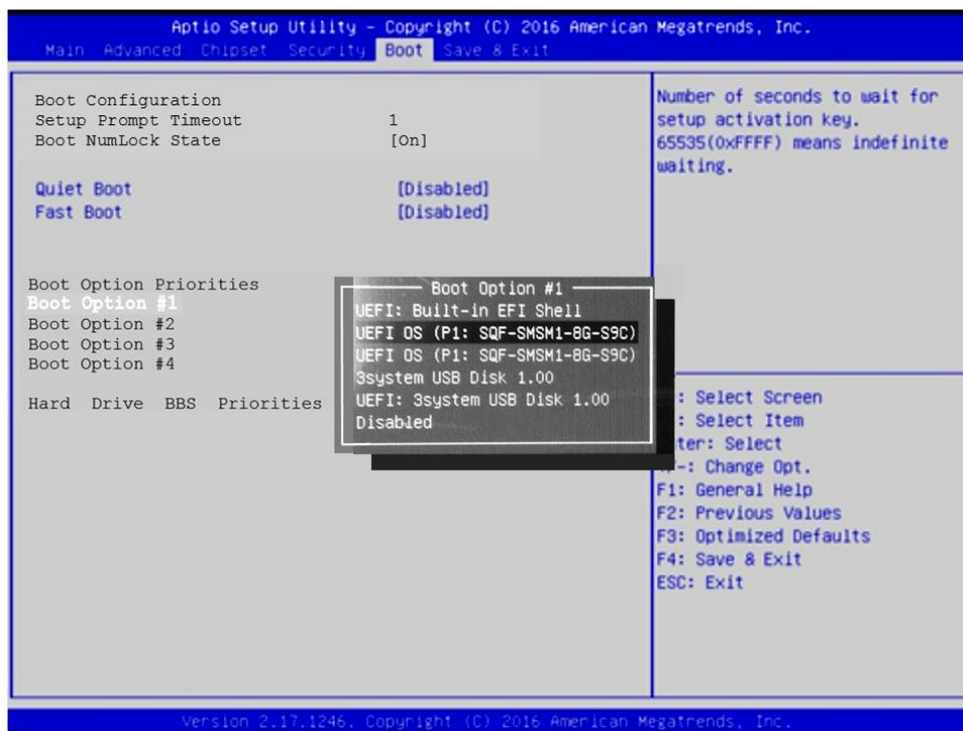 Aptio Setup Utility - Copyright (C) 2016 American Megatrends, Inc.
Main Advanced Chipset Security Boot Save & Exit
Boot Configuration
Setup Prompt Timeout 1
Boot NumLock State [On]
Quiet Boot [Disabled]
Fast Boot [Disabled]
Boot Option Priorities
Boot Option #1
Boot Option #2
Boot Option #3
Boot Option #4
Hard Drive BBS Priorities
Boot Option #1
UEFI: Built-in EFI Shell
UEFI OS (P1: SQF-SMSM1-8G-S9C)
UEFI OS (P1: SQF-SMSM1-8G-S9C)
3system USB Disk 1.00
UEFI: 3system USB Disk 1.00
Disabled
Number of seconds to wait for
setup activation key.
65535(0xFFFF) means indefinite
waiting.
: Select Screen
: Select Item
ter: Select
-: Change Opt.
F1: General Help
F2: Previous Values
F3: Optimized Defaults
F4: Save & Exit
ESC: Exit
Version 2.17.1246. Copyright (C) 2016 American Megatrends, Inc.